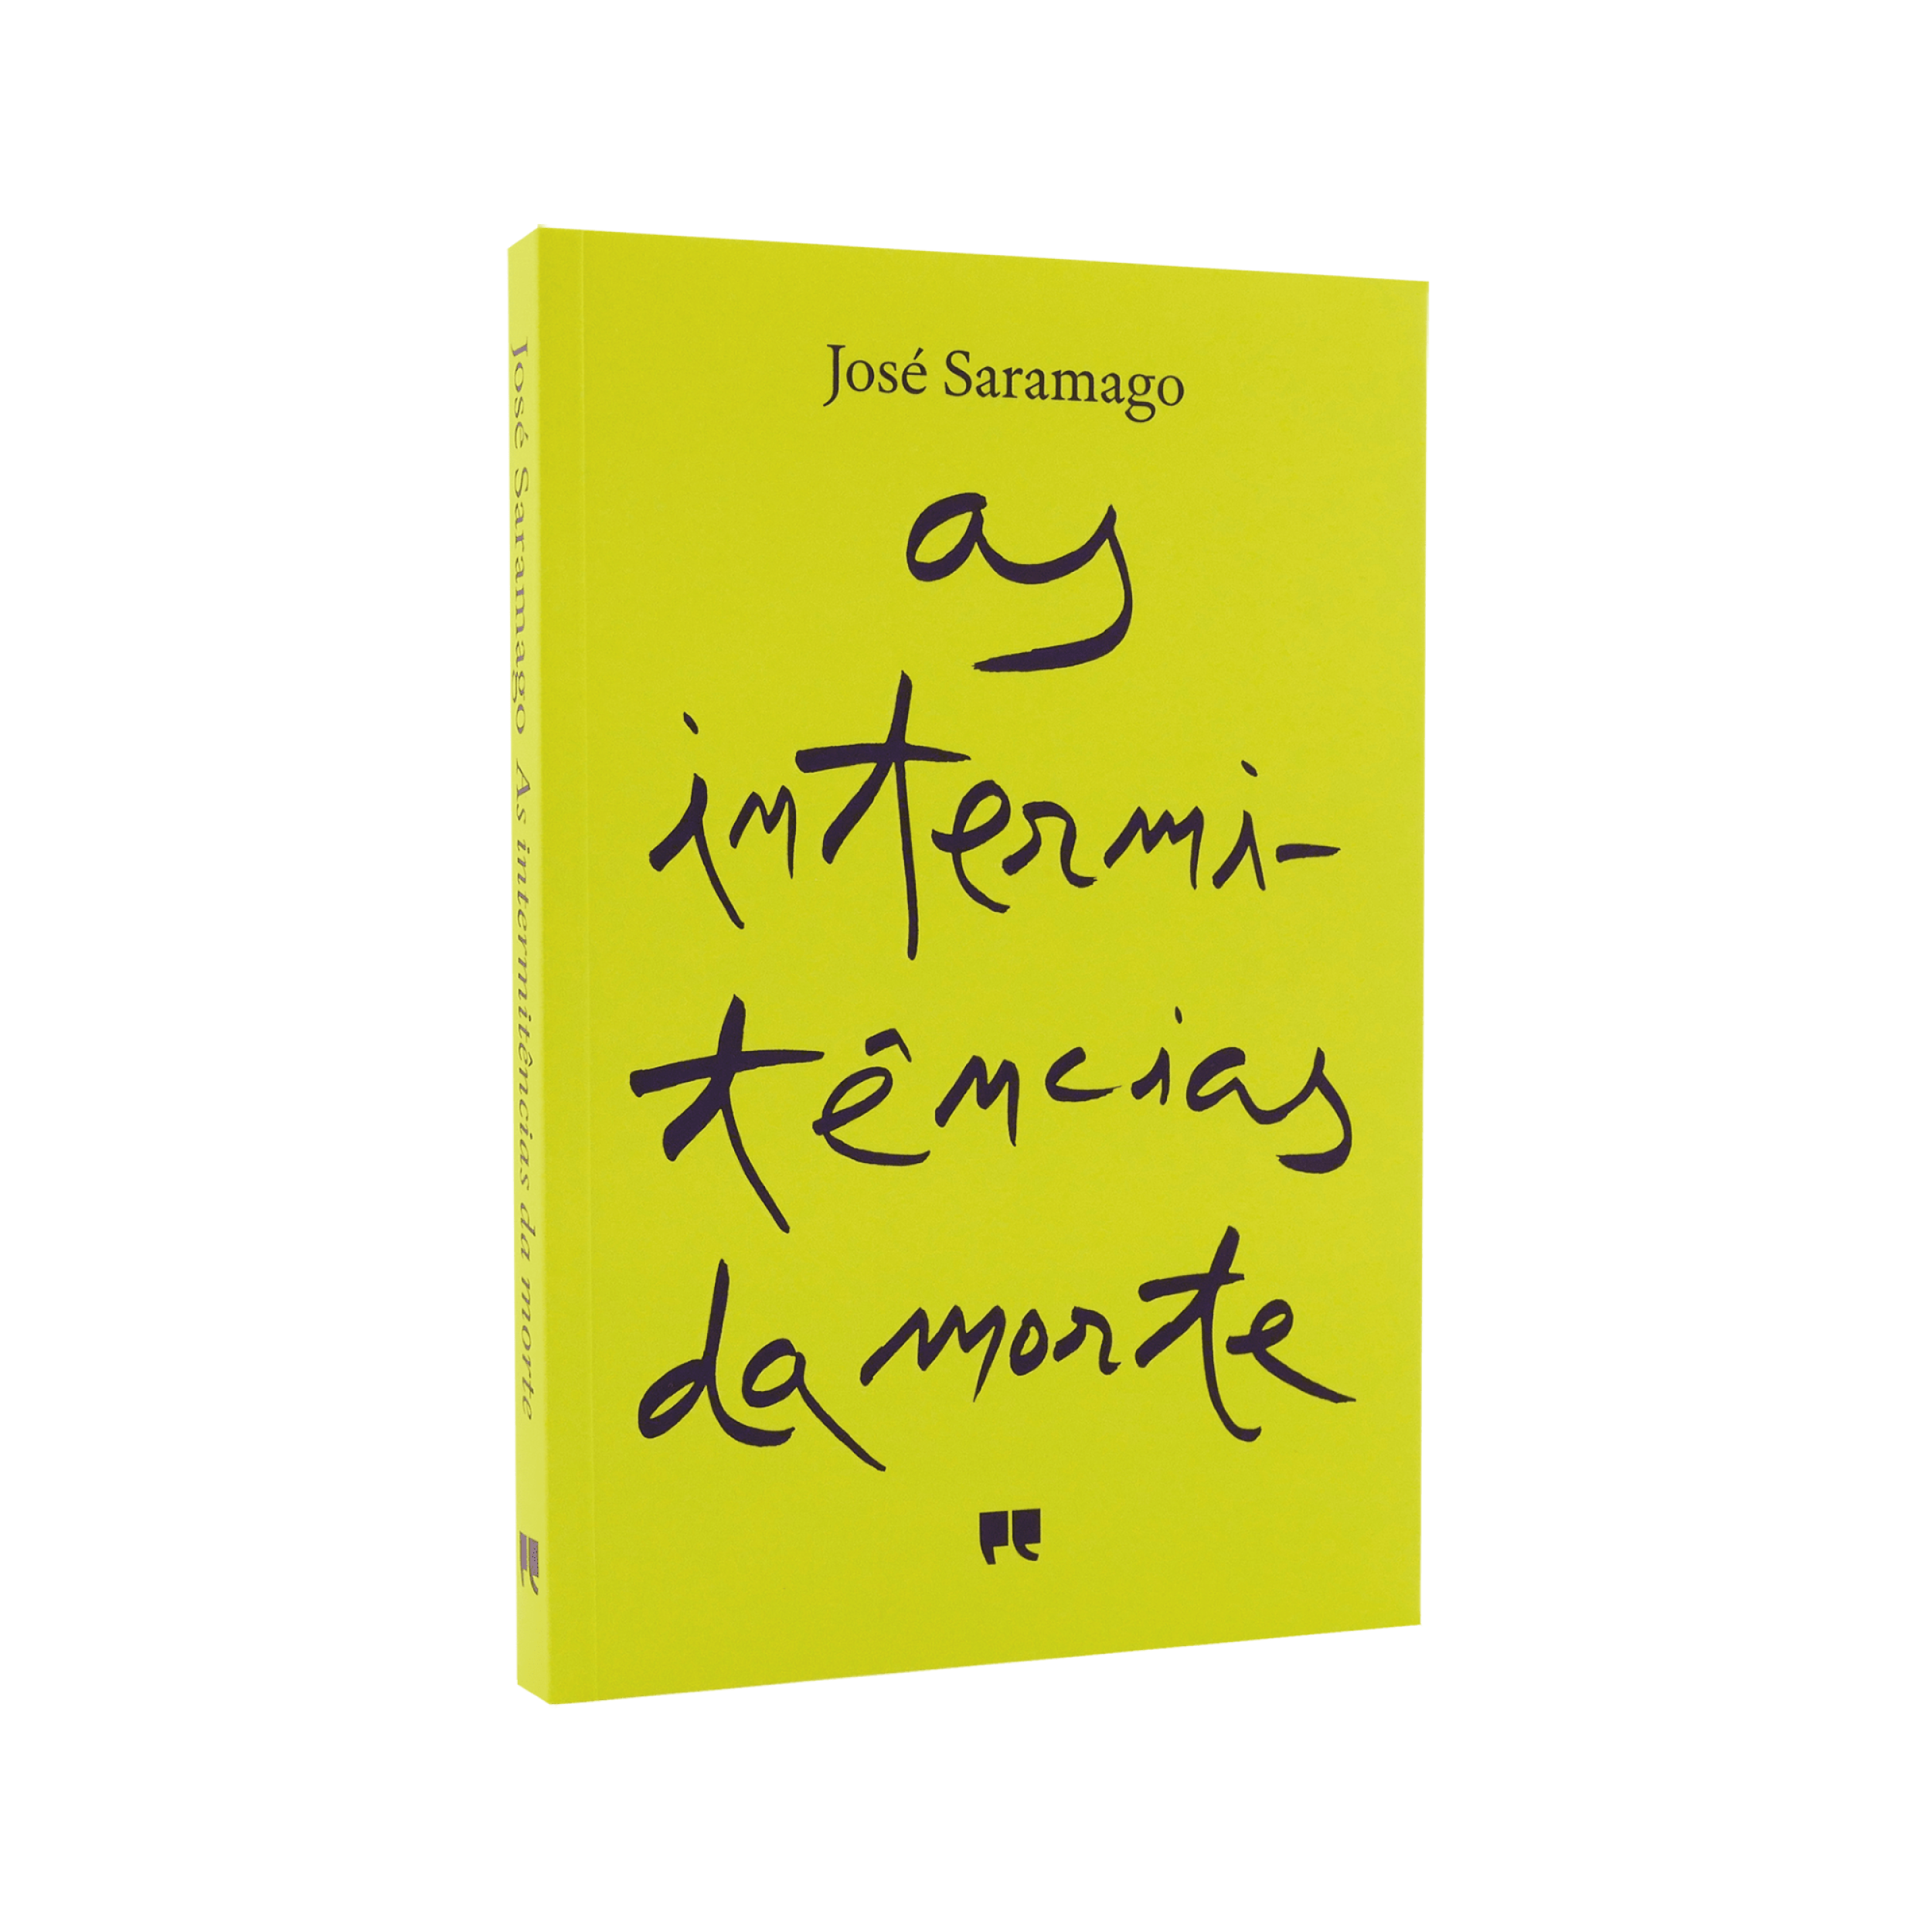 José Saramago
as
intermi-
tências
da morte
José Saramago As intermitências da morte